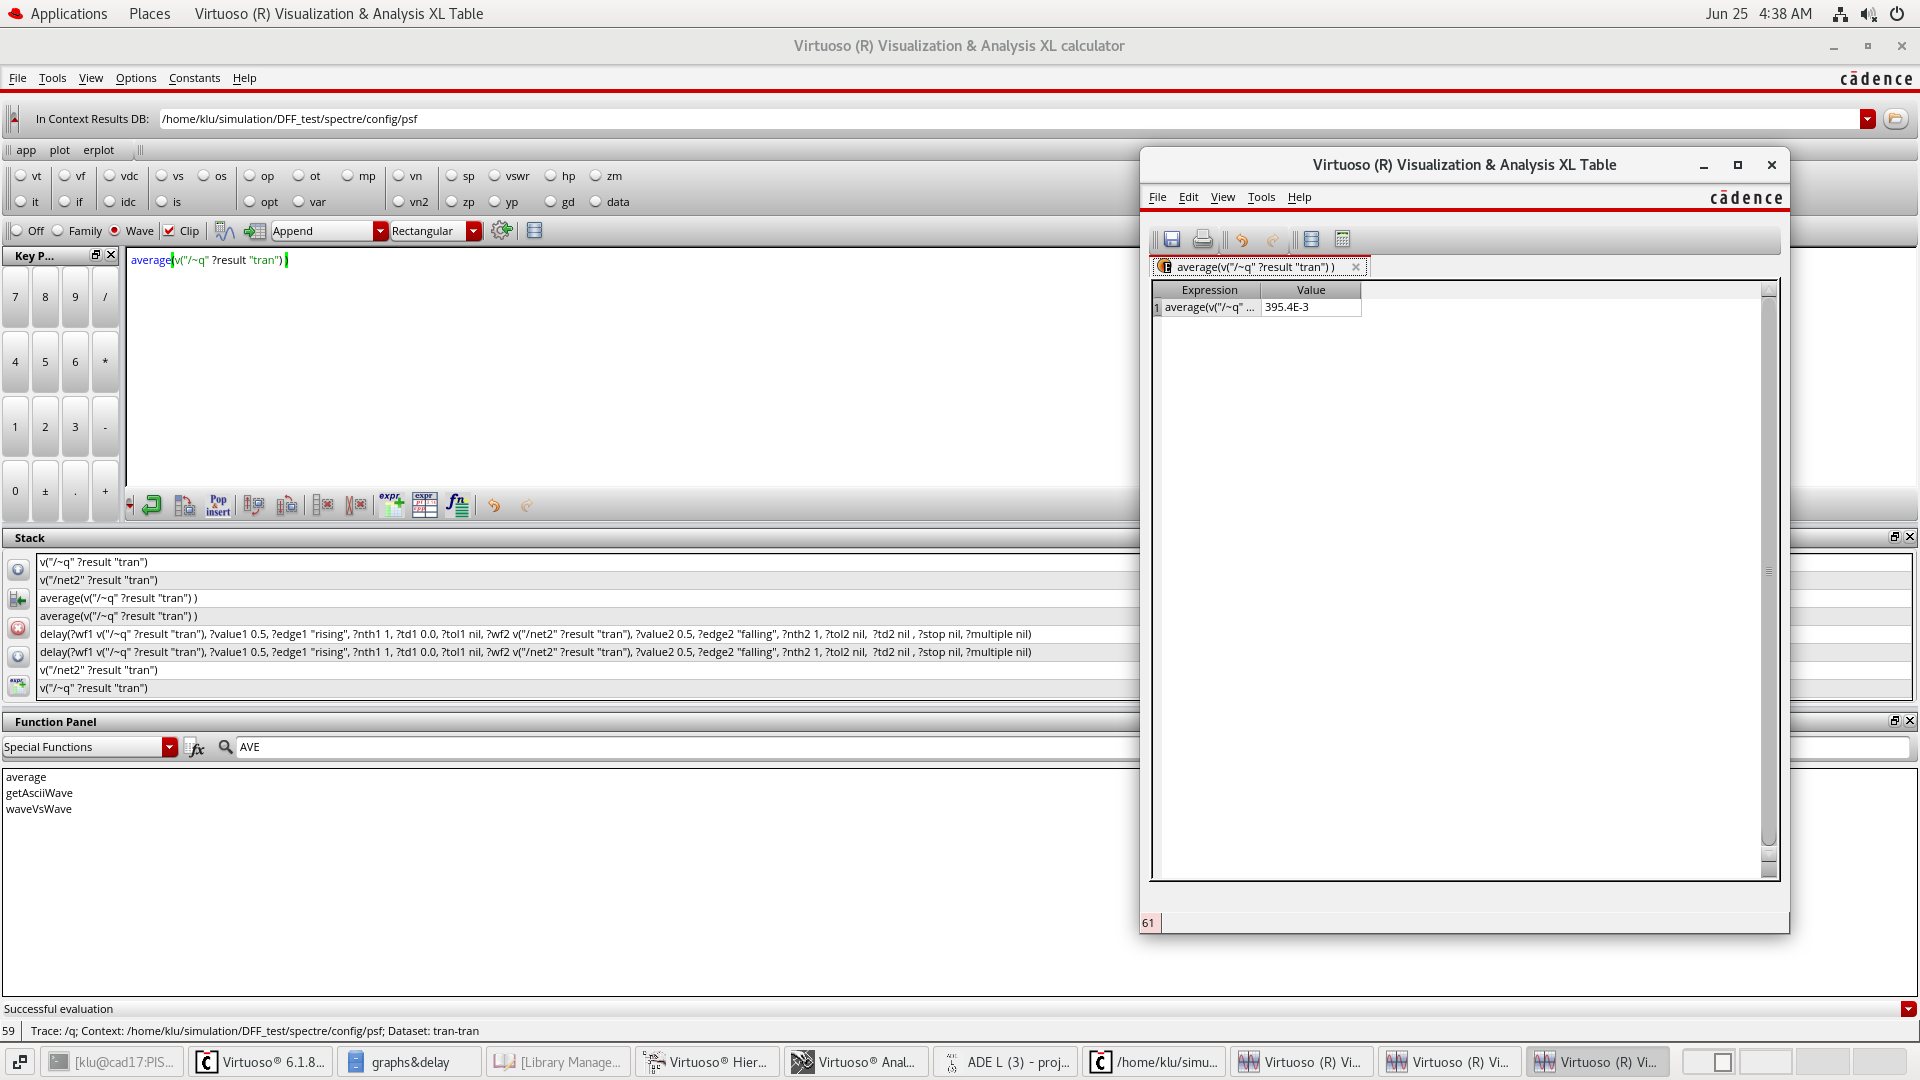 Applications Places Virtuoso (R) Visualization & Analysis XL Table Jun 25 4:38 AM
Virtuoso (R) Visualization & Analysis XL calculator
File Tools View Options Constants Help cādence
In Context Results DB: /home/klu/simulation/DFF_test/spectre/config/psf
app plot erplot
vt vf vdc vs os op ot mp vn sp vswr hp zm
it if idc is opt var vn2 zp yp gd data
Off Family Wave Clip Append Rectangular
Key P...
7 8 9 /
4 5 6 *
1 2 3 -
0 ± . +
average(v("/~q" ?result "tran") )
expr Pop & insert expr fn
Stack
v("/~q" ?result "tran")
v("/net2" ?result "tran")
average(v("/~q" ?result "tran") )
average(v("/~q" ?result "tran") )
delay(?wf1 v("/~q" ?result "tran"), ?value1 0.5, ?edge1 "rising", ?nth1 1, ?td1 0.0, ?tol1 nil, ?wf2 v("/net2" ?result "tran"), ?value2 0.5, ?edge2 "falling", ?nth2 1, ?tol2 nil, ?td2 nil , ?stop nil, ?multiple nil)
delay(?wf1 v("/~q" ?result "tran"), ?value1 0.5, ?edge1 "rising", ?nth1 1, ?td1 0.0, ?tol1 nil, ?wf2 v("/net2" ?result "tran"), ?value2 0.5, ?edge2 "falling", ?nth2 1, ?tol2 nil, ?td2 nil , ?stop nil, ?multiple nil)
v("/net2" ?result "tran")
v("/~q" ?result "tran")
Function Panel
Special Functions fx AVE
average
getAsciiWave
waveVsWave
Successful evaluation
59 Trace: /q; Context: /home/klu/simulation/DFF_test/spectre/config/psf; Dataset: tran-tran
Virtuoso (R) Visualization & Analysis XL Table
File Edit View Tools Help cādence
average(v("/~q" ?result "tran") )
Expression Value
1 average(v("/~q" ... 395.4E-3
61
[klu@cad17:PIS... Virtuoso® 6.1.8... graphs&delay [Library Manage... Virtuoso® Hier... Virtuoso® Anal... ADE L (3) - proj... /home/klu/simu... Virtuoso (R) Vi... Virtuoso (R) Vi... Virtuoso (R) Vi...